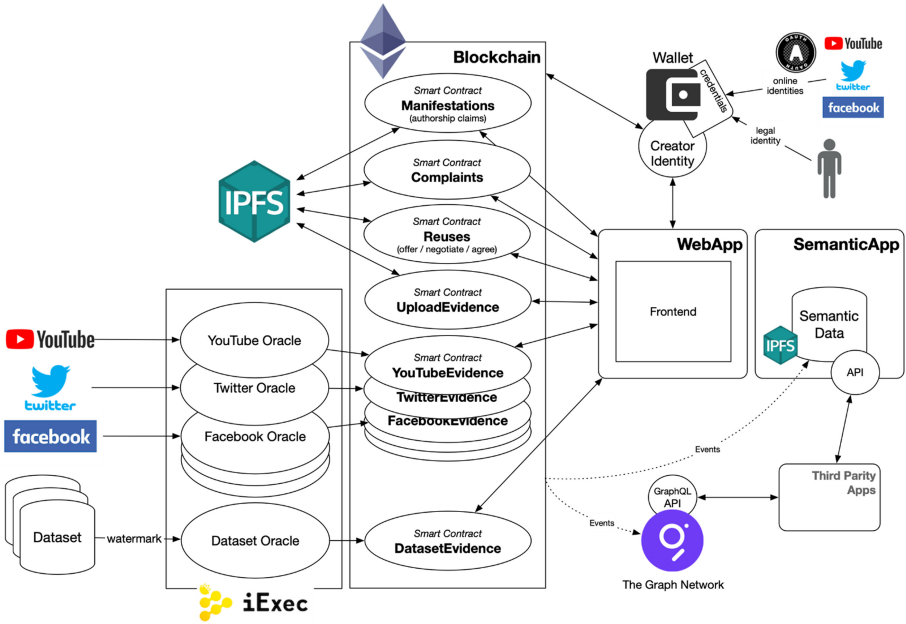 Blockchain
Smart Contract
Manifestations
(authorship claims)
Smart Contract
Complaints
Smart Contract
Reuses
(offer / negotiate / agree)
Smart Contract
UploadEvidence
Smart Contract
YouTubeEvidence
TwitterEvidence
FacebookEvidence
Smart Contract
DatasetEvidence
IPFS
YouTube
twitter
facebook
Dataset
watermark
YouTube Oracle
Twitter Oracle
Facebook Oracle
Dataset Oracle
iExec
Wallet
credentials
Creator
Identity
OAUTH
YouTube
twitter
facebook
online
identities
legal
identity
WebApp
Frontend
SemanticApp
Semantic
Data
IPFS
API
Events
Events
Third Parity
Apps
GraphQL
API
The Graph Network